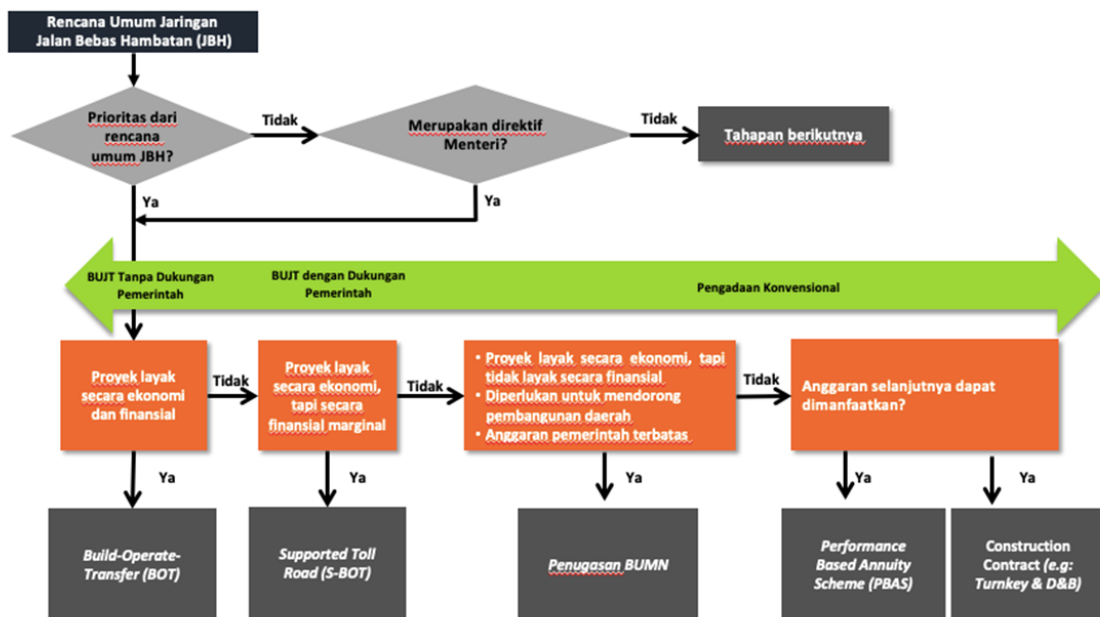 Rencana Umum Jaringan
Jalan Bebas Hambatan (JBH)
Prioritas dari
rencana
umum JBH?
Tidak
Merupakan direktif
Menteri?
Tidak
Tahapan berikutnya
Ya
Ya
BUJT Tanpa Dukungan
Pemerintah
BUJT dengan Dukungan
Pemerintah
Pengadaan Konvensional
Proyek layak
secara ekonomi
dan finansial
Tidak
Proyek layak
secara ekonomi,
tapi secara
finansial marginal
Tidak
• Proyek layak secara ekonomi, tapi
tidak layak secara finansial
• Diperlukan untuk mendorong
pembangunan daerah
• Anggaran pemerintah terbatas
Tidak
Anggaran selanjutnya dapat
dimanfaatkan?
Ya
Ya
Ya
Ya
Ya
Build-Operate-
Transfer (BOT)
Supported Toll
Road (S-BOT)
Penugasan BUMN
Performance
Based Annuity
Scheme (PBAS)
Construction
Contract (e.g:
Turnkey & D&B)